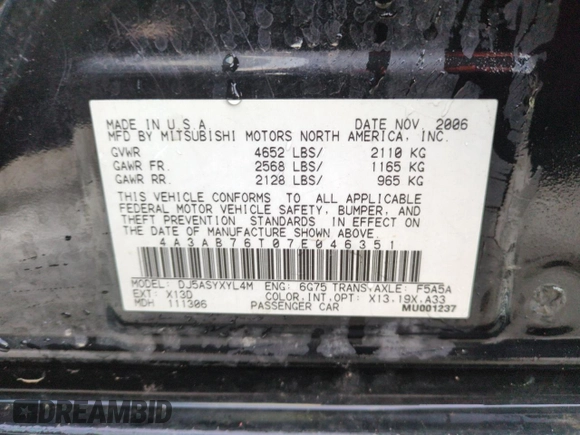 MADE IN U.S.A DATE NOV. 2006
MFD BY MITSUBISHI MOTORS NORTH AMERICA, INC.
GVWR 4652 LBS/ 2110 KG
GAWR FR. 2568 LBS/ 1165 KG
GAWR RR. 2128 LBS/ 965 KG
THIS VEHICLE CONFORMS TO ALL APPLICABLE
FEDERAL MOTOR VEHICLE SAFETY, BUMPER, AND
THEFT PREVENTION STANDARDS IN EFFECT ON
THE DATE OF MANUFACTURE SHOWN ABOVE.
4A3AB76T07E046351
MODEL: DJ5ASYXYL4M ENG: 6G75 TRANS,AXLE: F5A5A
EXT: X13D COLOR,INT,OPT: X13,19X,A33
MDH 111306 PASSENGER CAR MU001237
DREAMBID